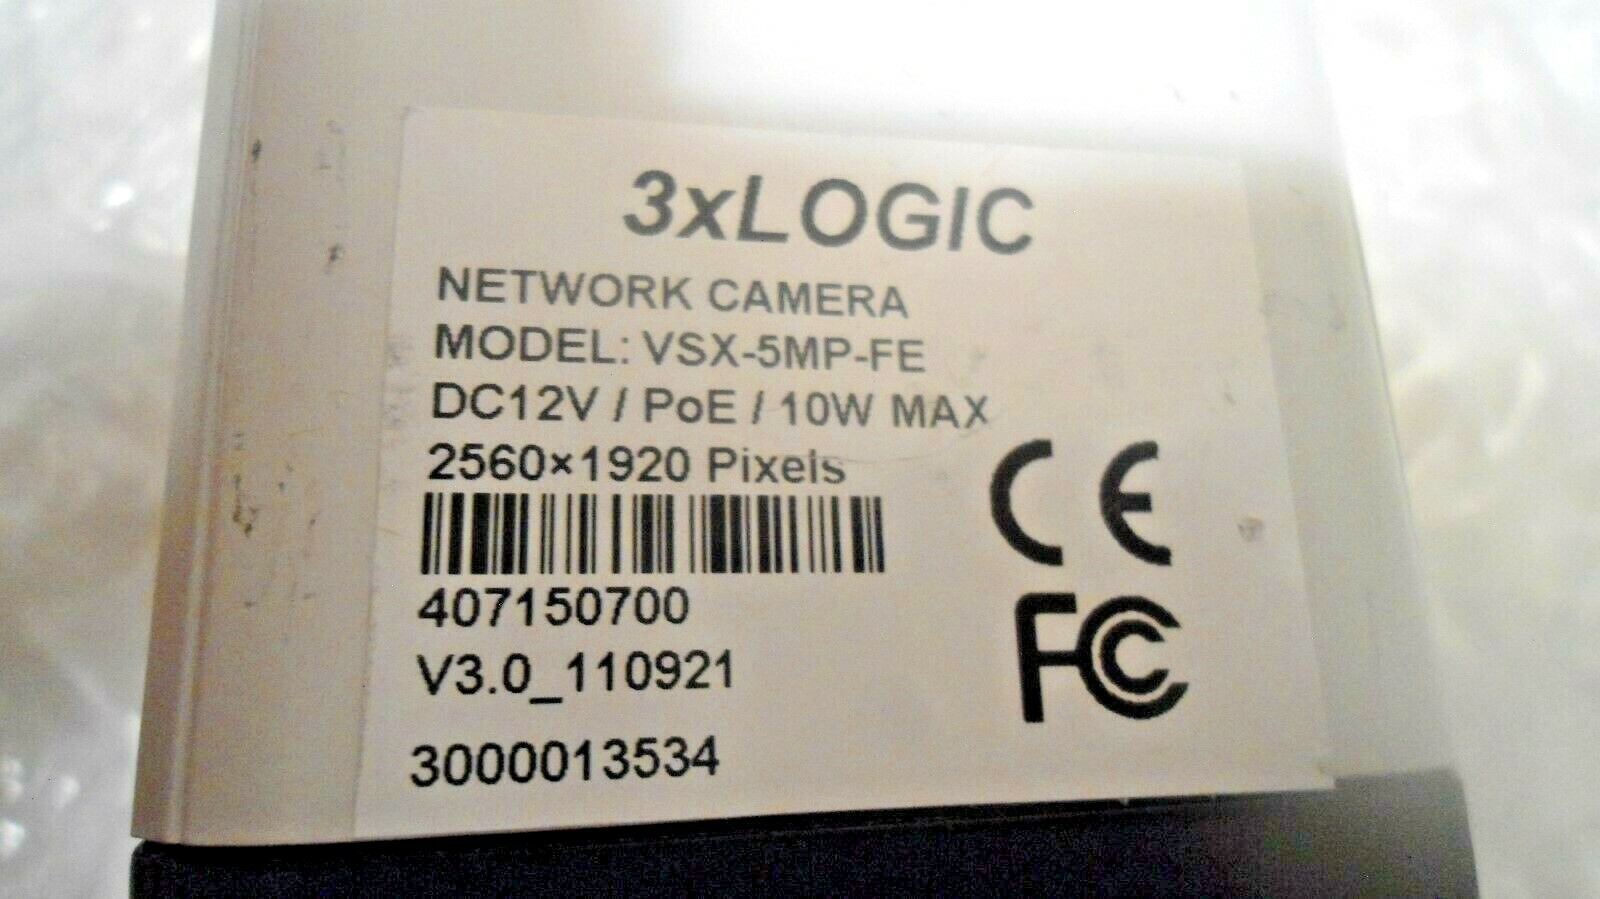 3xLOGIC
NETWORK CAMERA
MODEL: VSX-5MP-FE
DC12V / PoE / 10W MAX
2560×1920 Pixels
407150700
V3.0_110921
3000013534
CE
FC